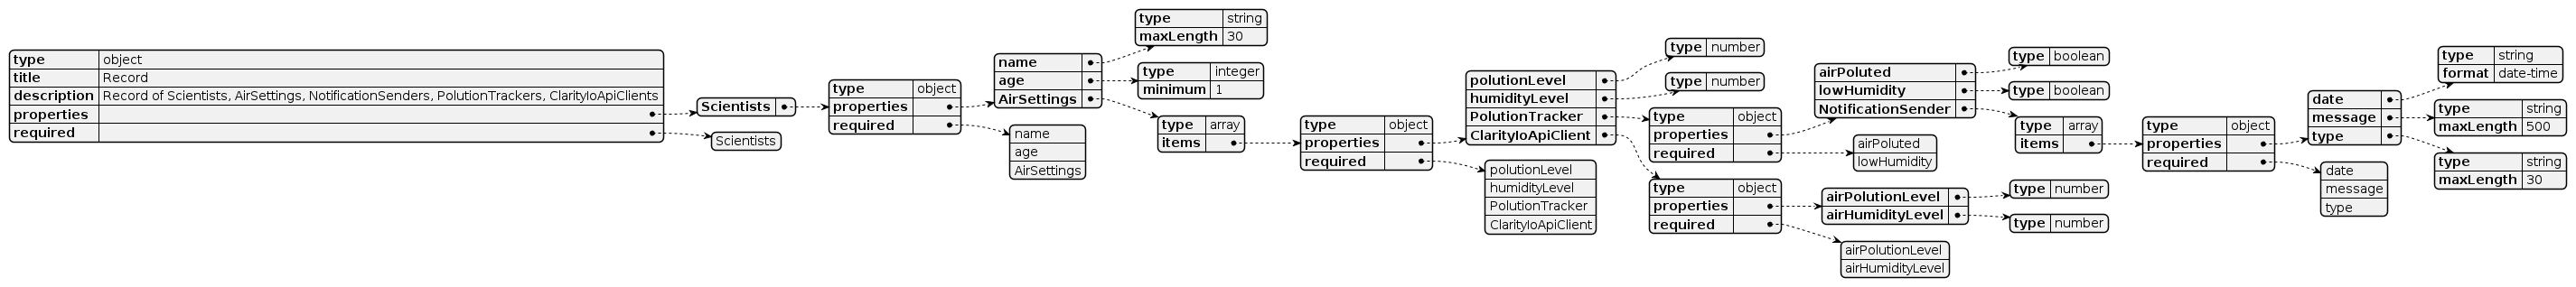 type object
title Record
description Record of Scientists, AirSettings, NotificationSenders, PolutionTrackers, ClarityIoApiClients
properties
required
Scientists
Scientists
type object
properties
required
name
age
AirSettings
name
age
AirSettings
type string
maxLength 30
type integer
minimum 1
type array
items
type object
properties
required
polutionLevel
humidityLevel
PolutionTracker
ClarityIoApiClient
polutionLevel
humidityLevel
PolutionTracker
ClarityIoApiClient
type number
type number
type object
properties
required
airPoluted
lowHumidity
NotificationSender
airPoluted
lowHumidity
type boolean
type boolean
type array
items
type object
properties
required
date
message
type
date
message
type
type string
format date-time
type string
maxLength 500
type string
maxLength 30
type object
properties
required
airPolutionLevel
airHumidityLevel
airPolutionLevel
airHumidityLevel
type number
type number